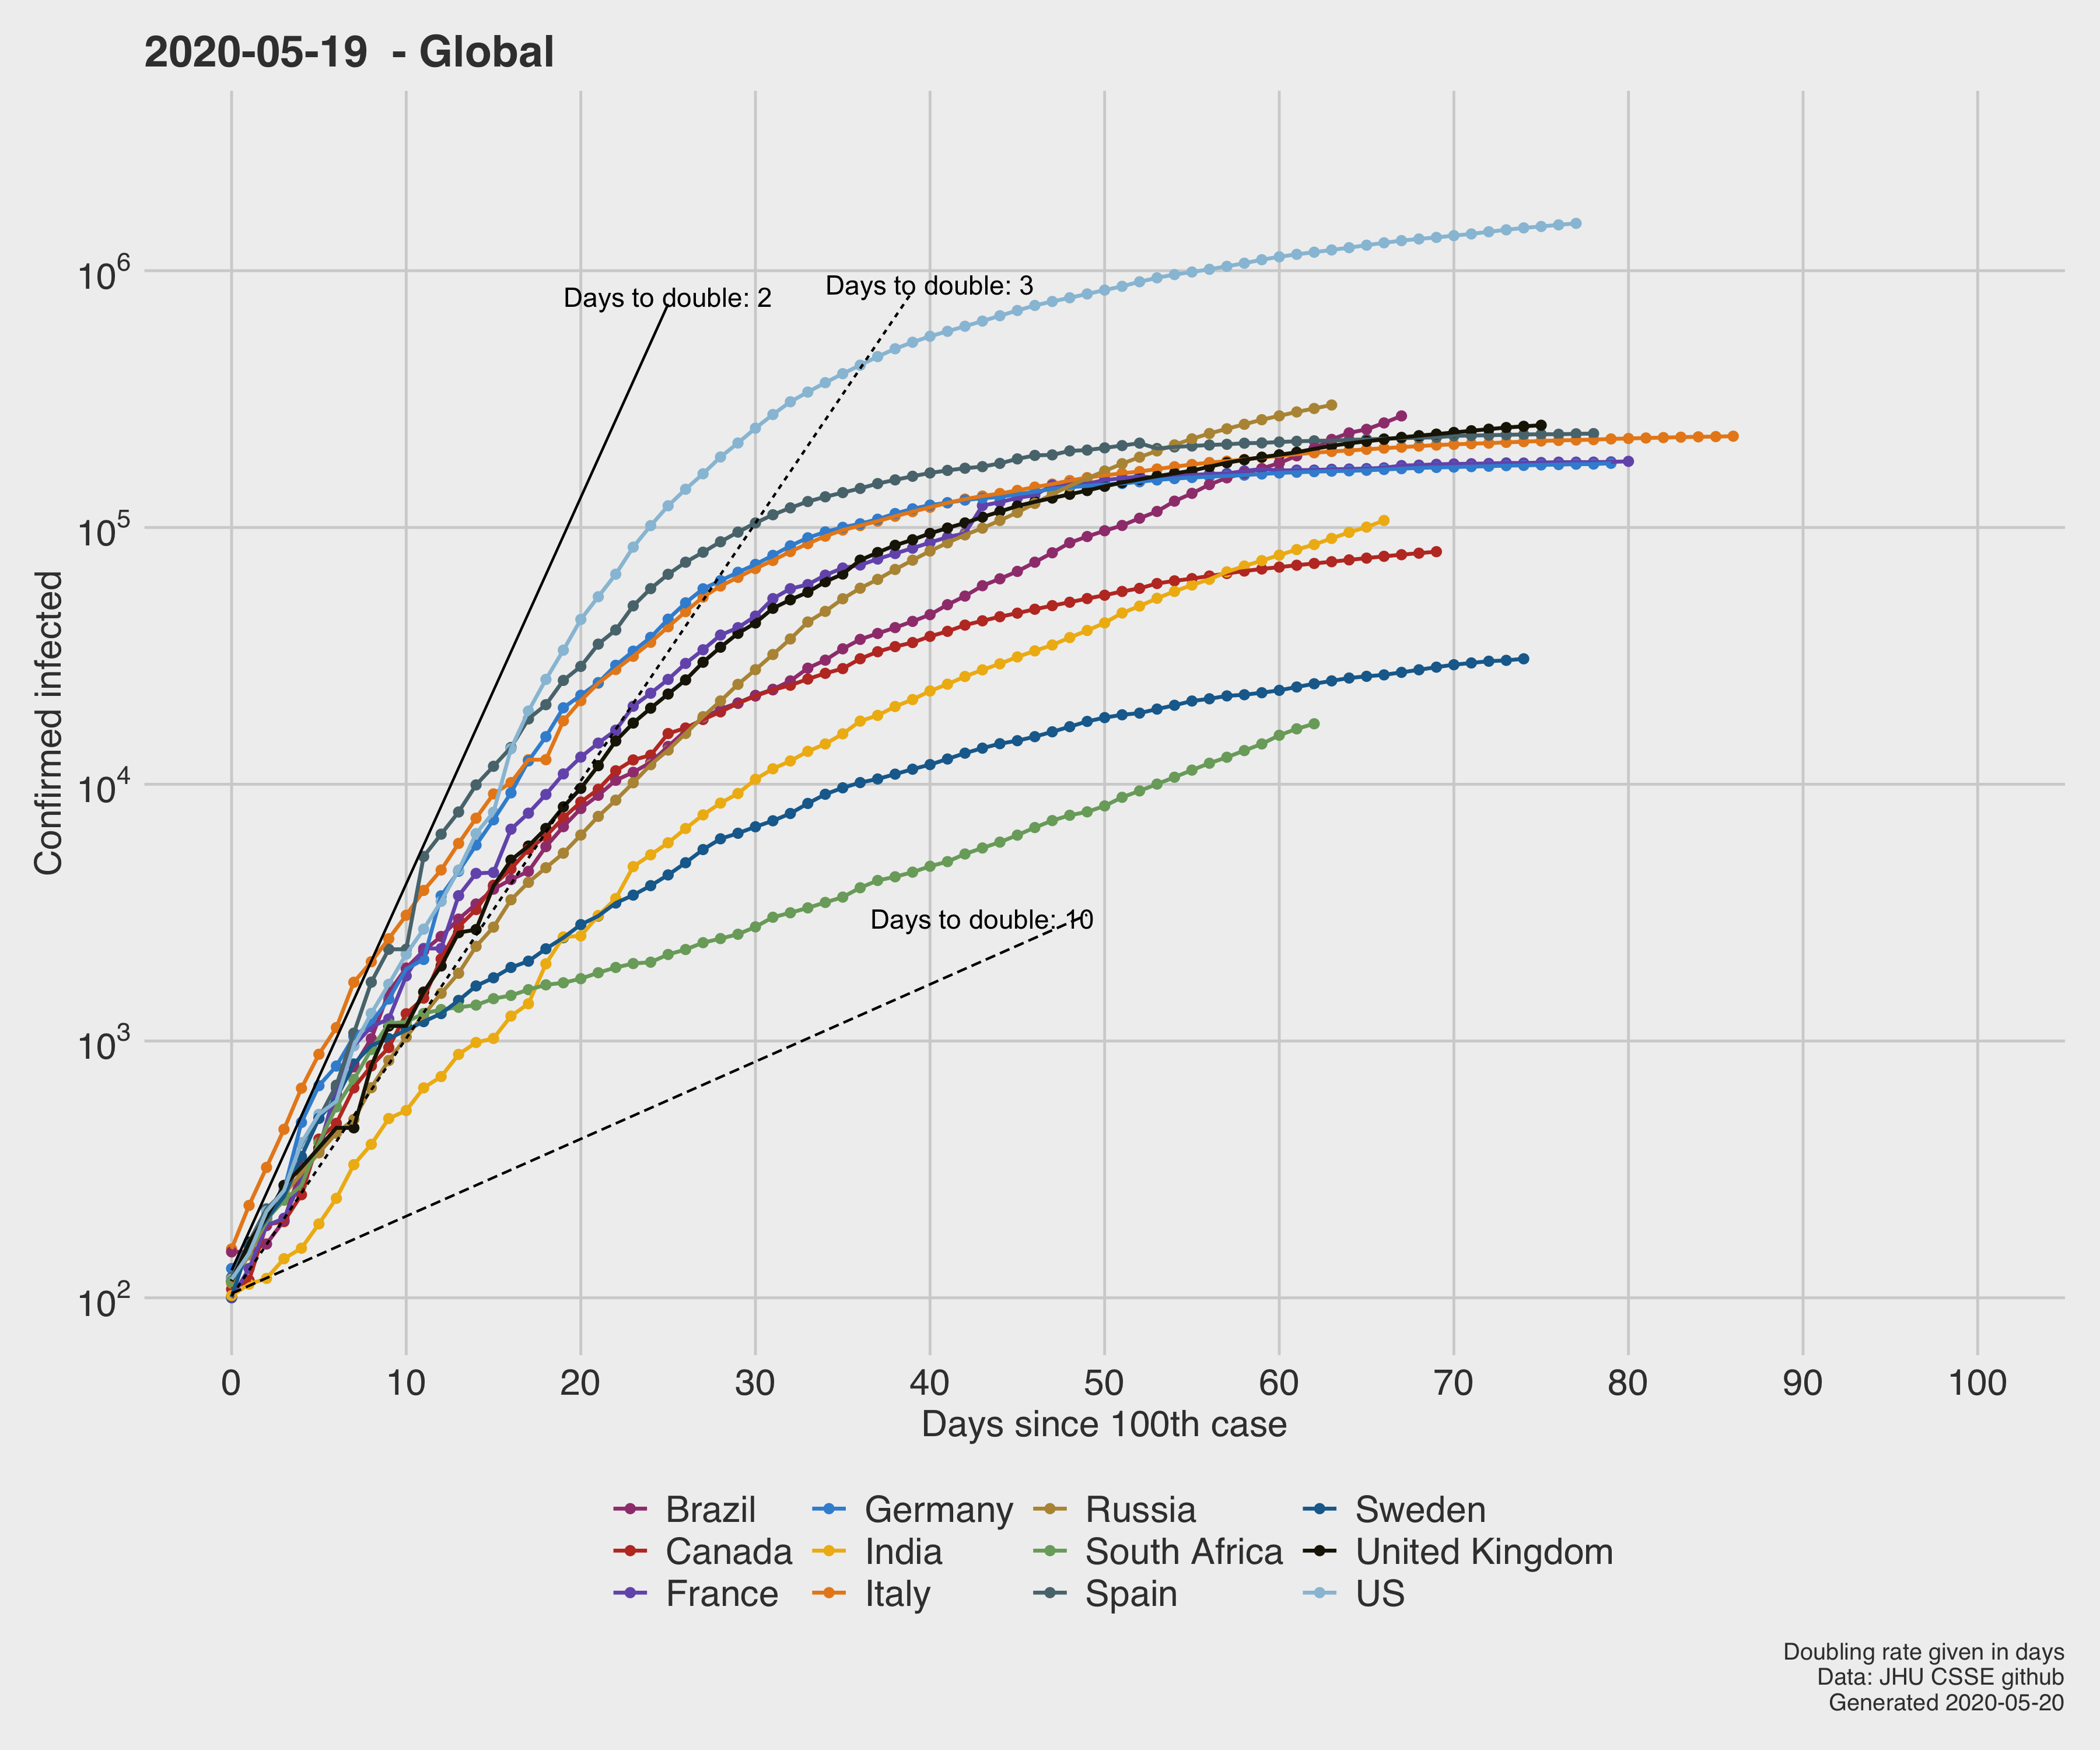 2020-05-19  - Global
Days to double: 2
Days to double: 3
Days to double: 10
Confirmed infected
10^6
10^5
10^4
10^3
10^2
0 10 20 30 40 50 60 70 80 90 100
Days since 100th case
Brazil Germany Russia Sweden
Canada India South Africa United Kingdom
France Italy Spain US
Doubling rate given in days
Data: JHU CSSE github
Generated 2020-05-20